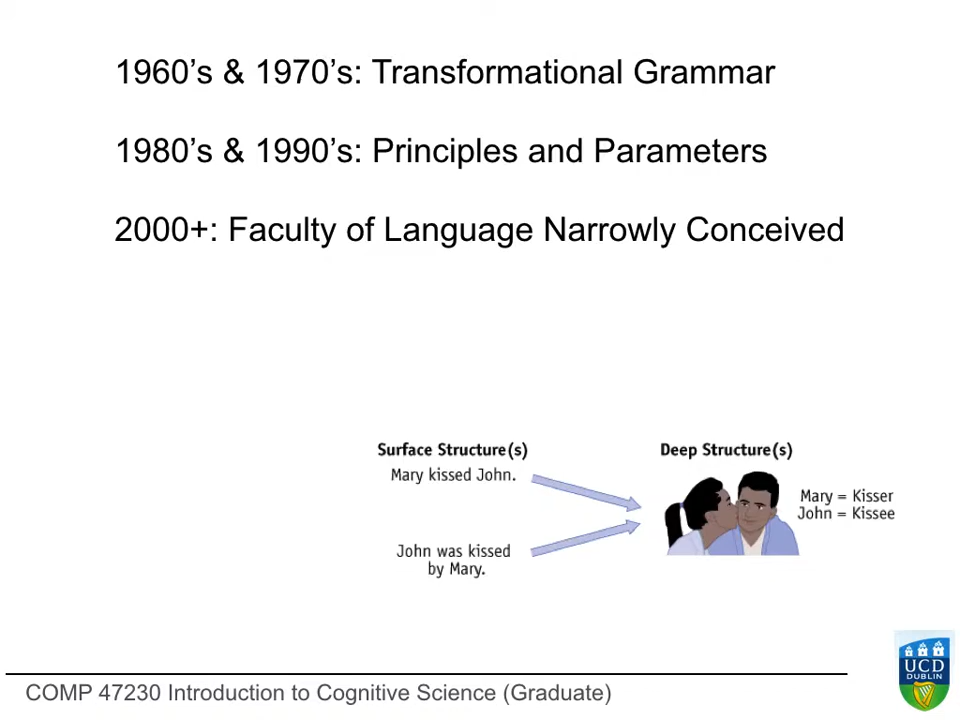 1960’s & 1970’s: Transformational Grammar
1980’s & 1990’s: Principles and Parameters
2000+: Faculty of Language Narrowly Conceived
Surface Structure(s)
Mary kissed John.
John was kissed
by Mary.
Deep Structure(s)
Mary = Kisser
John = Kissee
COMP 47230 Introduction to Cognitive Science (Graduate)
UCD
DUBLIN